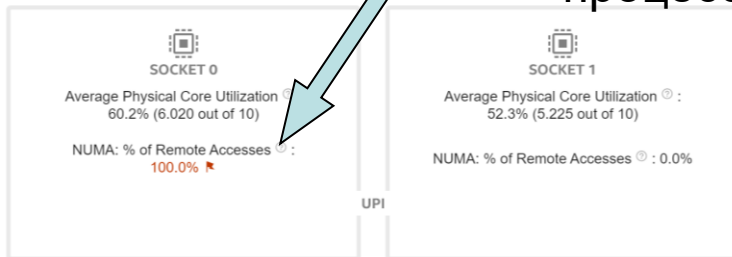 SOCKET 0
Average Physical Core Utilization
60.2% (6.020 out of 10)
NUMA: % of Remote Accesses ? :
100.0%
SOCKET 1
Average Physical Core Utilization ? :
52.3% (5.225 out of 10)
NUMA: % of Remote Accesses ? : 0.0%
UPI